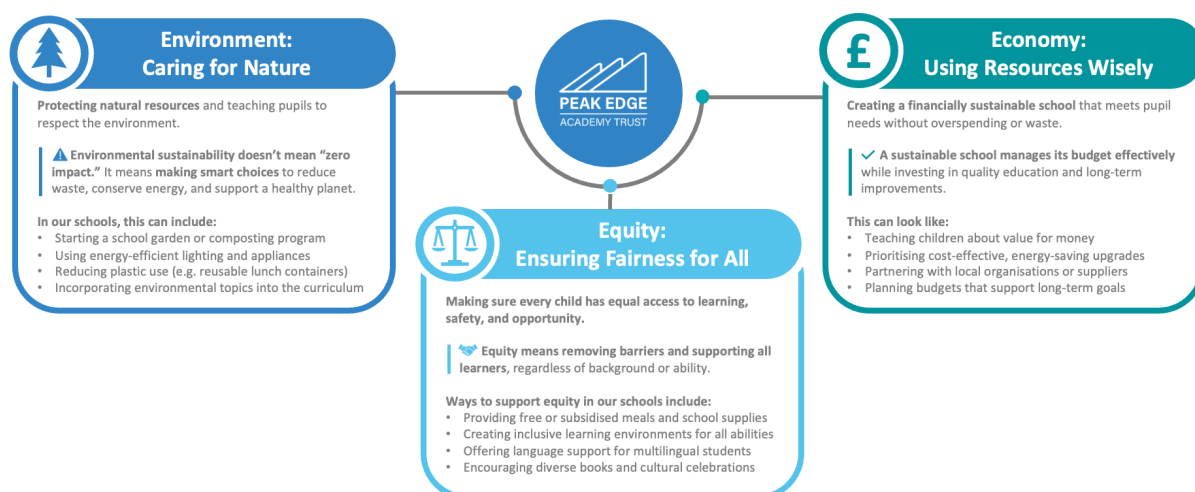 Environment:
Caring for Nature
Protecting natural resources and teaching pupils to
respect the environment.
Environmental sustainability doesn't mean “zero
impact.” It means making smart choices to reduce
waste, conserve energy, and support a healthy planet.
In our schools, this can include:
• Starting a school garden or composting program
• Using energy-efficient lighting and appliances
• Reducing plastic use (e.g. reusable lunch containers)
• Incorporating environmental topics into the curriculum
PEAK EDGE
ACADEMY TRUST
Equity:
Ensuring Fairness for All
Making sure every child has equal access to learning,
safety, and opportunity.
Equity means removing barriers and supporting all
learners, regardless of background or ability.
Ways to support equity in our schools include:
• Providing free or subsidised meals and school supplies
• Creating inclusive learning environments for all abilities
• Offering language support for multilingual students
• Encouraging diverse books and cultural celebrations
£
Economy:
Using Resources Wisely
Creating a financially sustainable school that meets pupil
needs without overspending or waste.
A sustainable school manages its budget effectively
while investing in quality education and long-term
improvements.
This can look like:
• Teaching children about value for money
• Prioritising cost-effective, energy-saving upgrades
• Partnering with local organisations or suppliers
• Planning budgets that support long-term goals